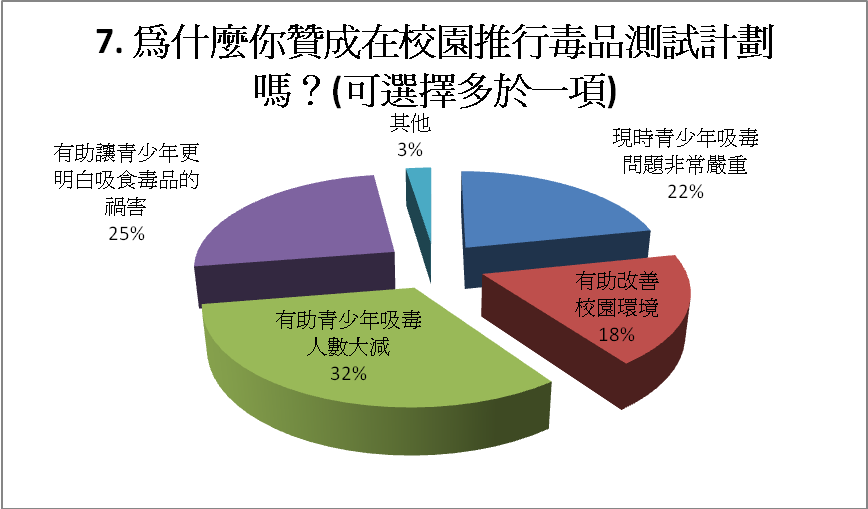 7. 爲什麼你贊成在校園推行毒品測試計劃
嗎？(可選擇多於一項)
其他
3%
現時青少年吸毒
問題非常嚴重
22%
有助讓青少年更
明白吸食毒品的
禍害
25%
有助改善
校園環境
18%
有助青少年吸毒
人數大減
32%